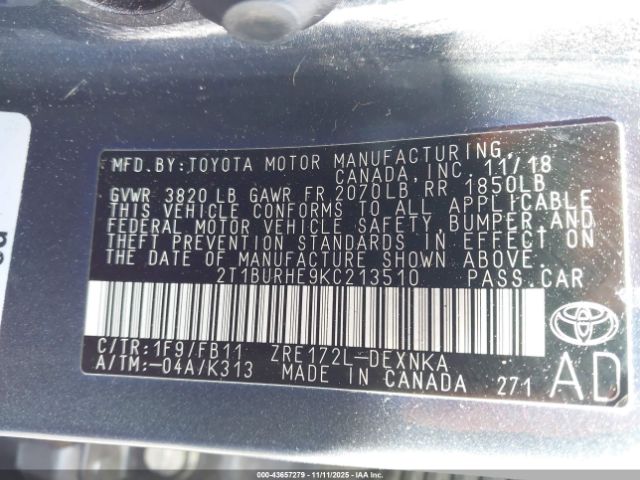 MFD.BY:TOYOTA MOTOR MANUFACTURING,
CANADA, INC. 11/18
GVWR 3820 LB GAWR FR 2070LB RR 1850LB
THIS VEHICLE CONFORMS TO ALL APPLICABLE
FEDERAL MOTOR VEHICLE SAFETY,BUMPER,AND
THEFT PREVENTION STANDARDS IN EFFECT ON
THE DATE OF MANUFACTURE SHOWN ABOVE.
2T1BURHE9KC213510 PASS.CAR
C/TR:1F9/FB11 ZRE172L-DEXNKA
A/TM:-04A/K313 MADE IN CANADA 271
AD
© IAA - 43657279 - 11/11/2025 - IAAI.COM